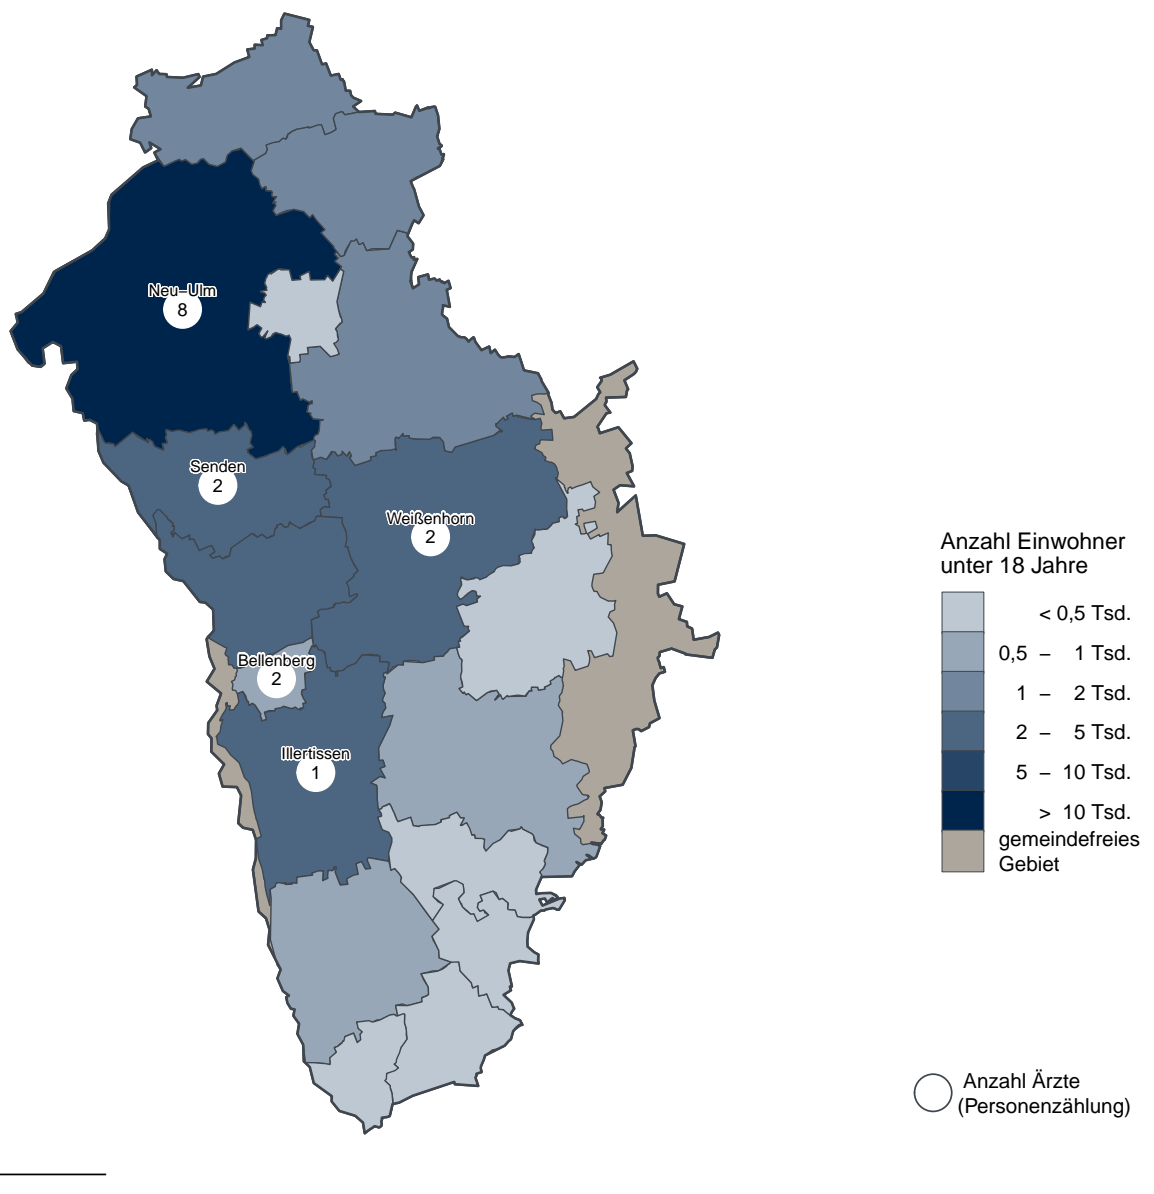 Neu–Ulm
8
Senden
2
Weißenhorn
2
Bellenberg
2
Illertissen
1
Anzahl Einwohner
unter 18 Jahre
< 0,5 Tsd.
0,5 – 1 Tsd.
1 – 2 Tsd.
2 – 5 Tsd.
5 – 10 Tsd.
> 10 Tsd.
gemeindefreies
Gebiet
Anzahl Ärzte
(Personenzählung)